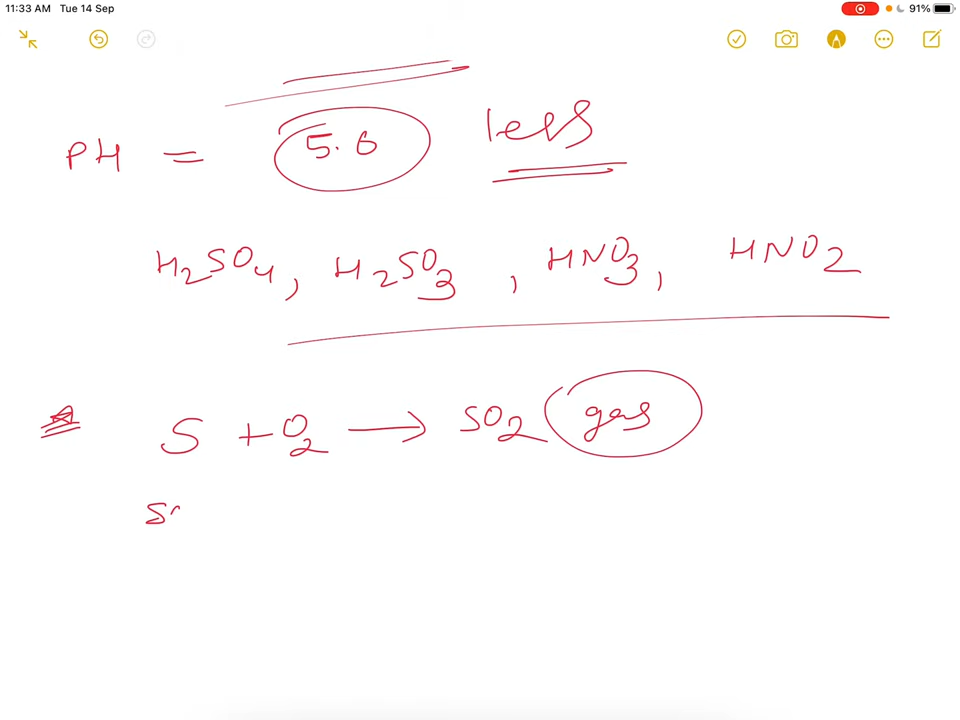 11:33 AM Tue 14 Sep 91%
PH = 5.6 less
H2SO4, H2SO3, HNO3, HNO2
S + O2 → SO2 gas
S